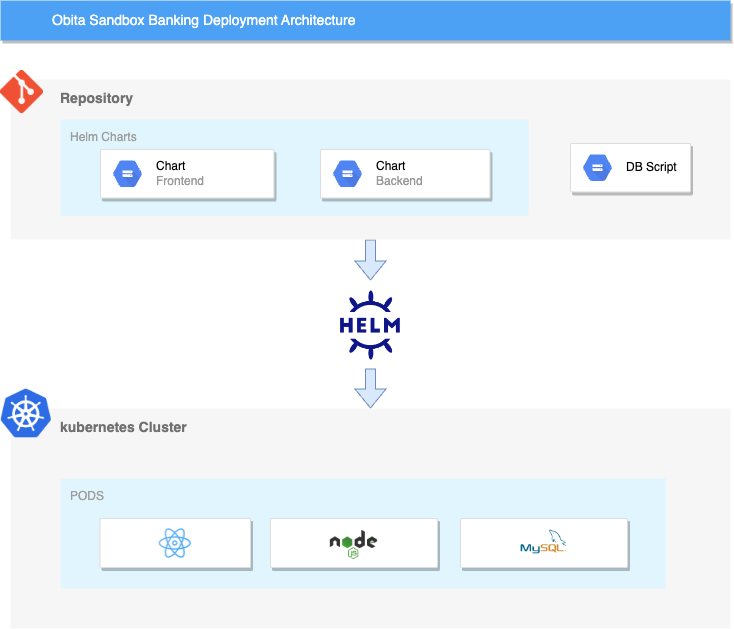 Obita Sandbox Banking Deployment Architecture
Repository
Helm Charts
Chart
Frontend
Chart
Backend
DB Script
HELM
kubernetes Cluster
PODS
node
JS
MySQL